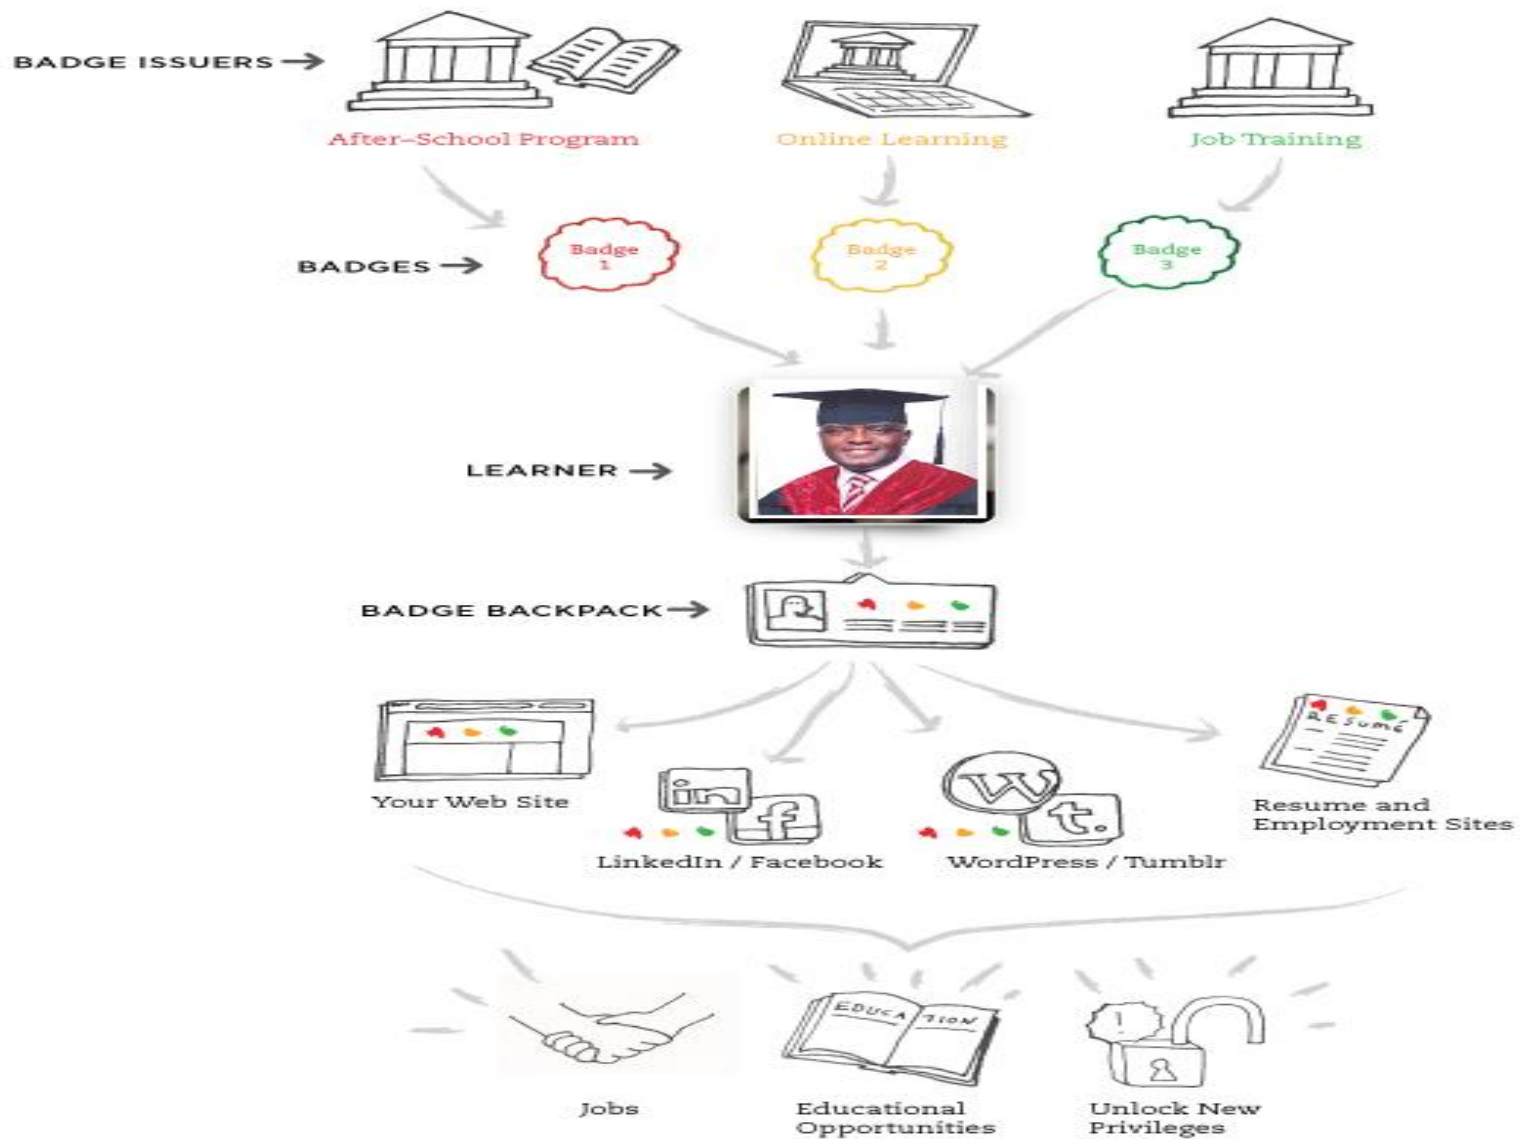 BADGE ISSUERS
After-School Program
Online Learning
Job Training
BADGES
Badge
1
Badge
2
Badge
3
LEARNER
BADGE BACKPACK
RESUMÉ
Your Web Site
in
f
LinkedIn / Facebook
W
t.
WordPress / Tumblr
Resume and
Employment Sites
EDUCATION
!
Jobs
Educational
Opportunities
Unlock New
Privileges